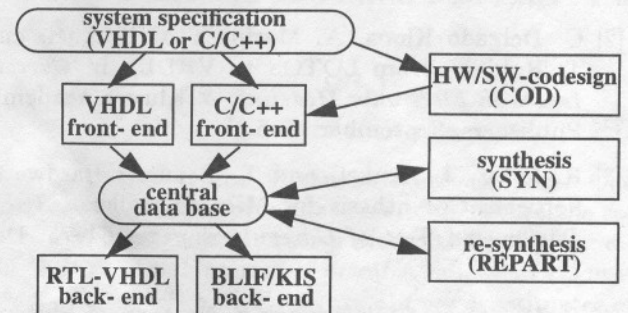 system specification
(VHDL or C/C++)
HW/SW-codesign
(COD)
VHDL
front- end
C/C++
front- end
synthesis
(SYN)
central
data base
re-synthesis
(REPART)
RTL-VHDL
back- end
BLIF/KIS
back- end